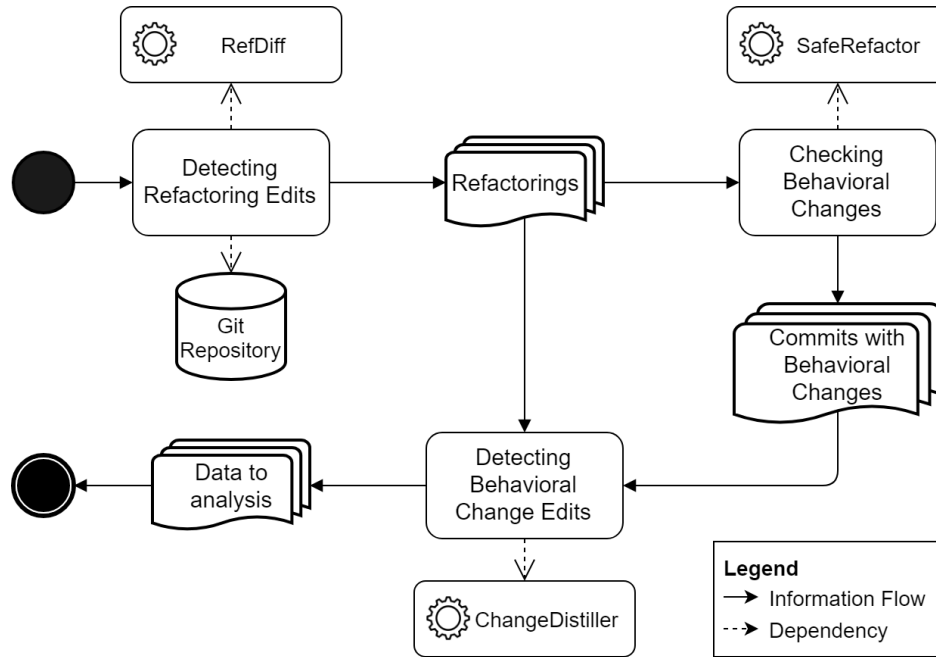 RefDiff
SafeRefactor
Detecting
Refactoring Edits
Refactorings
Checking
Behavioral
Changes
Git
Repository
Commits with
Behavioral
Changes
Data to
analysis
Detecting
Behavioral
Change Edits
ChangeDistiller
Legend
Information Flow
Dependency